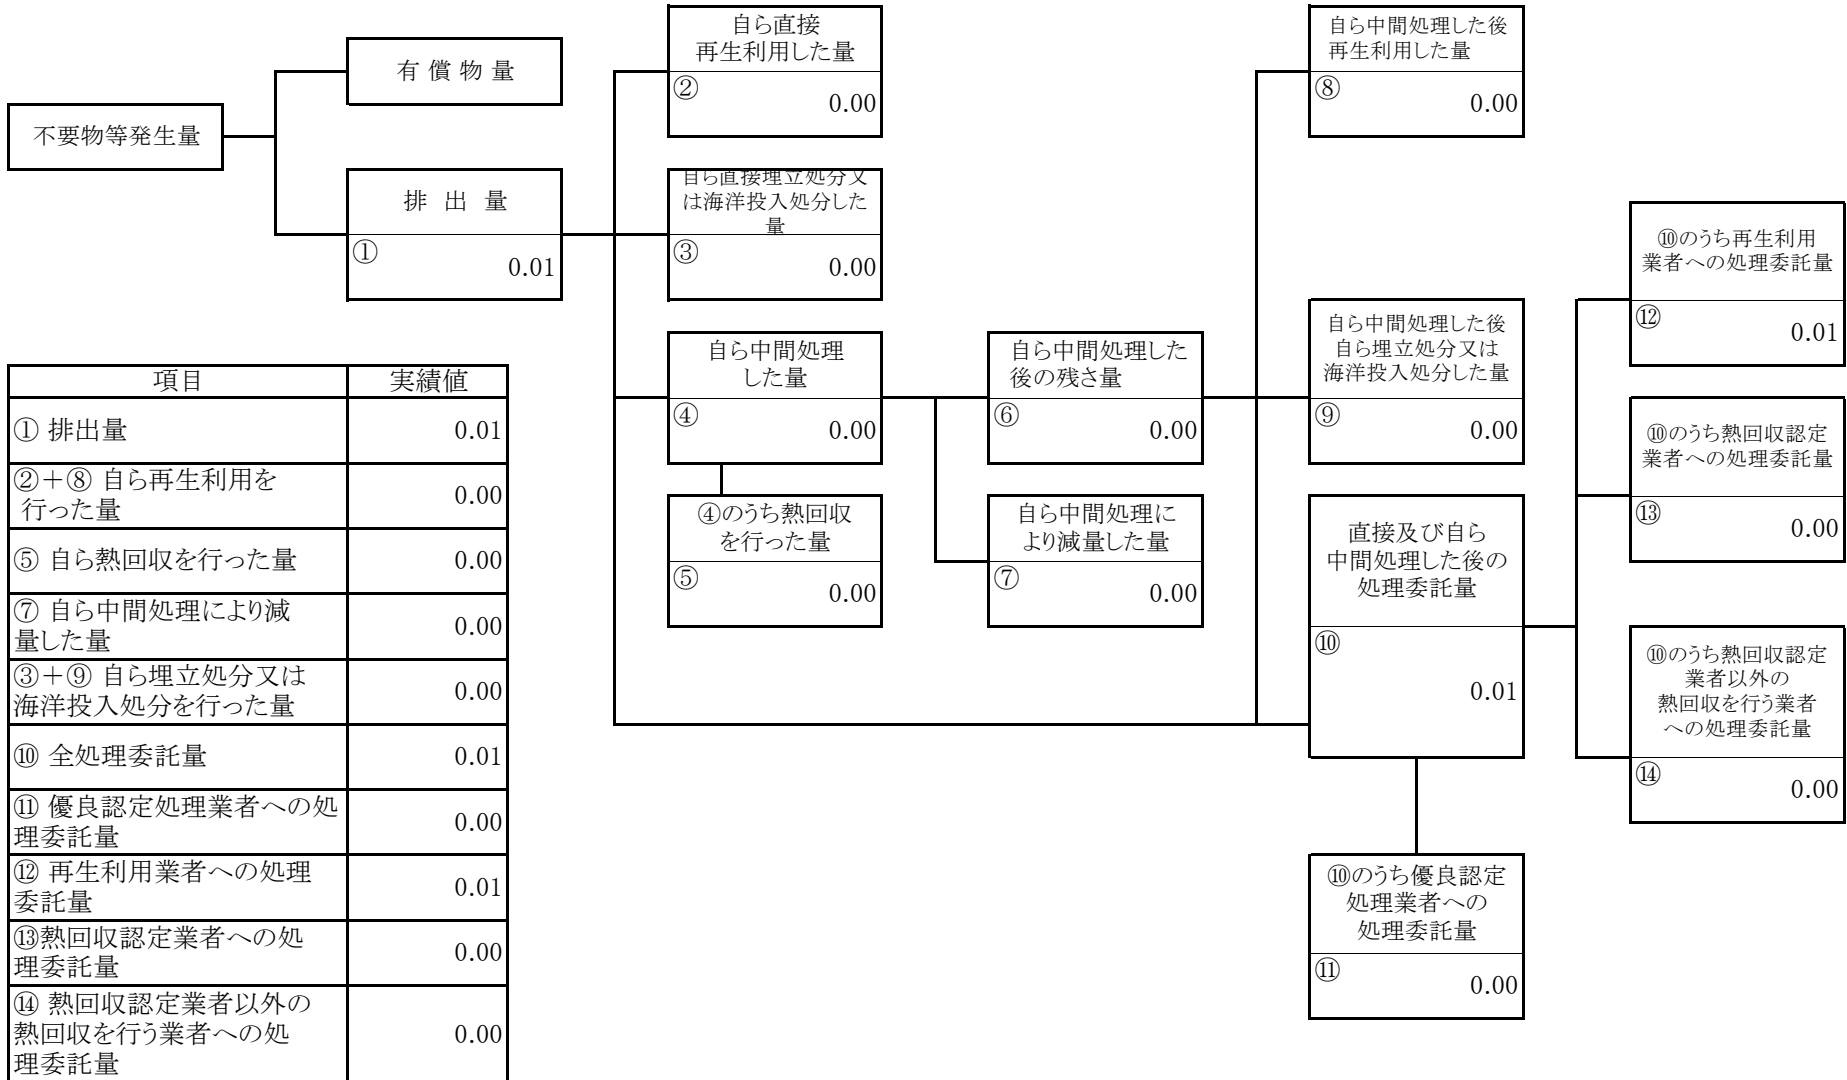 不要物等発生量
有 償 物 量
排 出 量
①
0.01
自ら直接
再生利用した量
②
0.00
自ら直接埋立処分又
は海洋投入処分した
量
③
0.00
自ら中間処理
した量
④
0.00
④のうち熱回収
を行った量
⑤
0.00
自ら中間処理した
後の残さ量
⑥
0.00
自ら中間処理に
より減量した量
⑦
0.00
自ら中間処理した後
再生利用した量
⑧
0.00
自ら中間処理した後
自ら埋立処分又は
海洋投入処分した量
⑨
0.00
直接及び自ら
中間処理した後の
処理委託量
⑩
0.01
⑩のうち優良認定
処理業者への
処理委託量
⑪
0.00
⑩のうち再生利用
業者への処理委託量
⑫
0.01
⑩のうち熱回収認定
業者への処理委託量
⑬
0.00
⑩のうち熱回収認定
業者以外の
熱回収を行う業者
への処理委託量
⑭
0.00
項目 実績値
① 排出量 0.01
②＋⑧ 自ら再生利用を
行った量 0.00
⑤ 自ら熱回収を行った量 0.00
⑦ 自ら中間処理により減
量した量 0.00
③＋⑨ 自ら埋立処分又は
海洋投入処分を行った量 0.00
⑩ 全処理委託量 0.01
⑪ 優良認定処理業者への処
理委託量 0.00
⑫ 再生利用業者への処理
委託量 0.01
⑬熱回収認定業者への処
理委託量 0.00
⑭ 熱回収認定業者以外の
熱回収を行う業者への処
理委託量 0.00